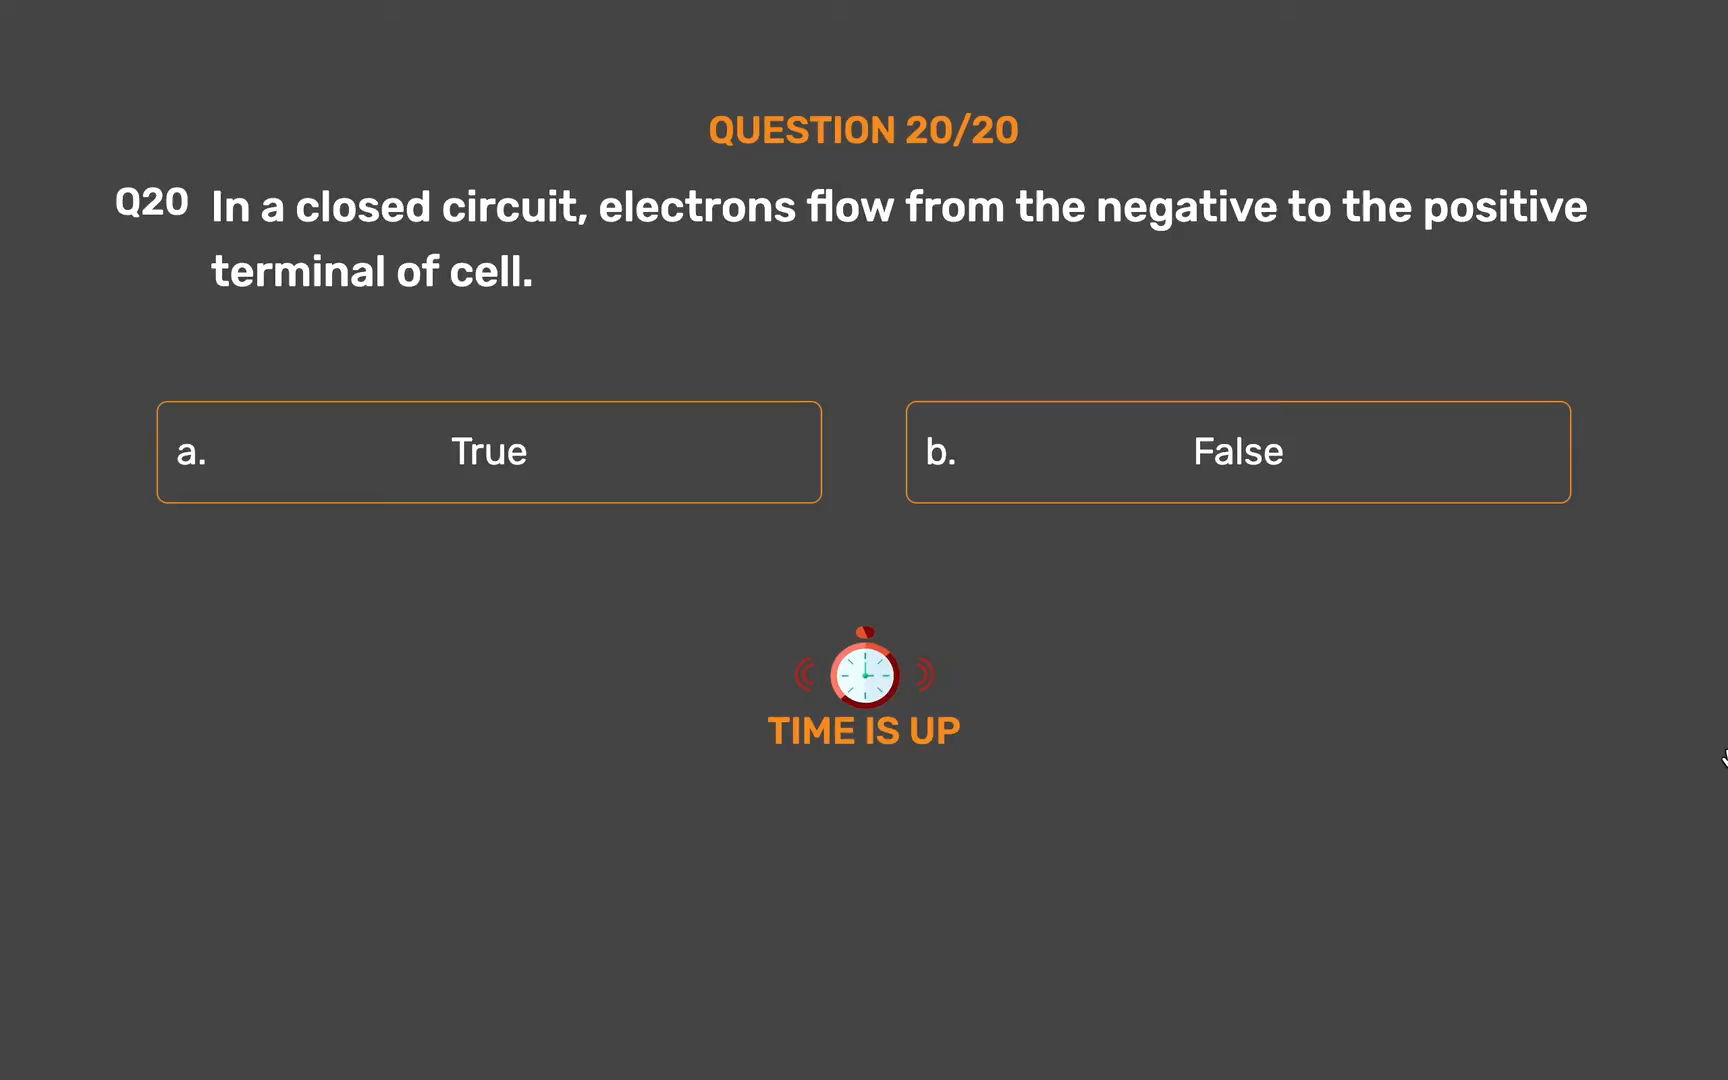 QUESTION 20/20
Q20 In a closed circuit, electrons flow from the negative to the positive
terminal of cell.
a. True
b. False
TIME IS UP